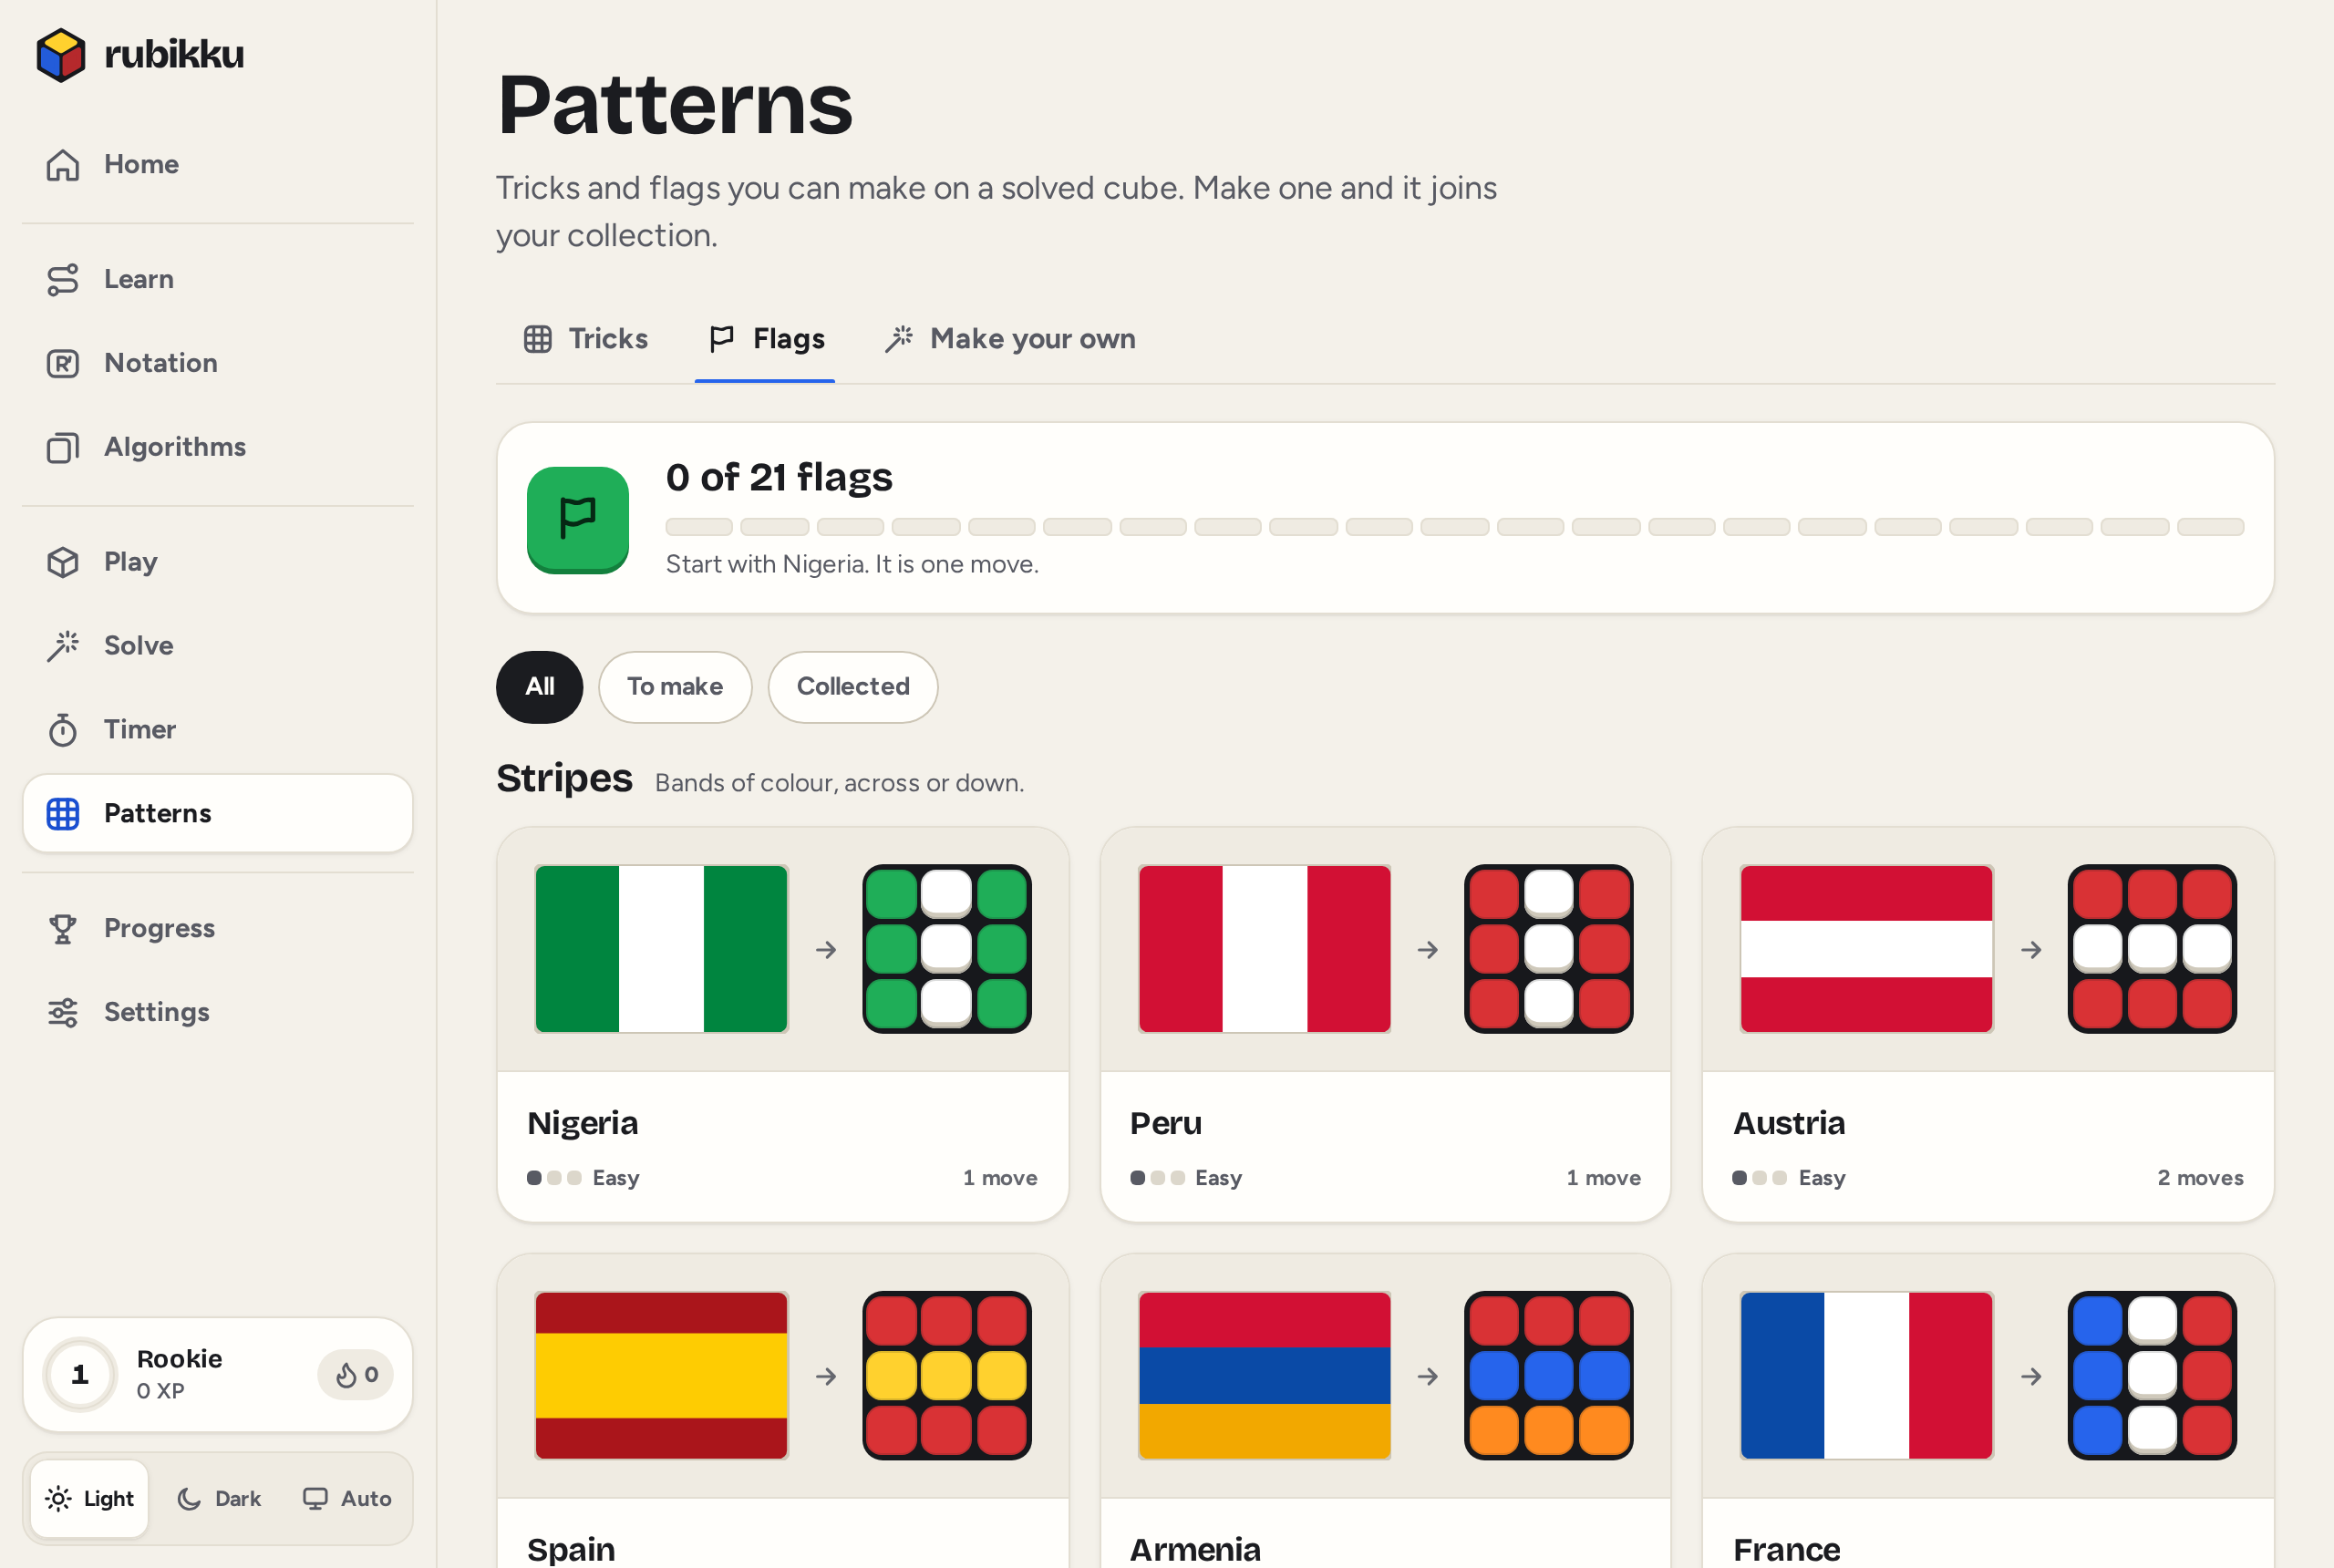 rubikku
Home
Learn
Notation
Algorithms
Play
Solve
Timer
Patterns
Progress
Settings
1
Rookie
0 XP
0
Light
Dark
Auto
Patterns
Tricks and flags you can make on a solved cube. Make one and it joins
your collection.
Tricks
Flags
Make your own
0 of 21 flags
Start with Nigeria. It is one move.
All
To make
Collected
Stripes
Bands of colour, across or down.
Nigeria
Easy
1 move
Peru
Easy
1 move
Austria
Easy
2 moves
Spain
Armenia
France